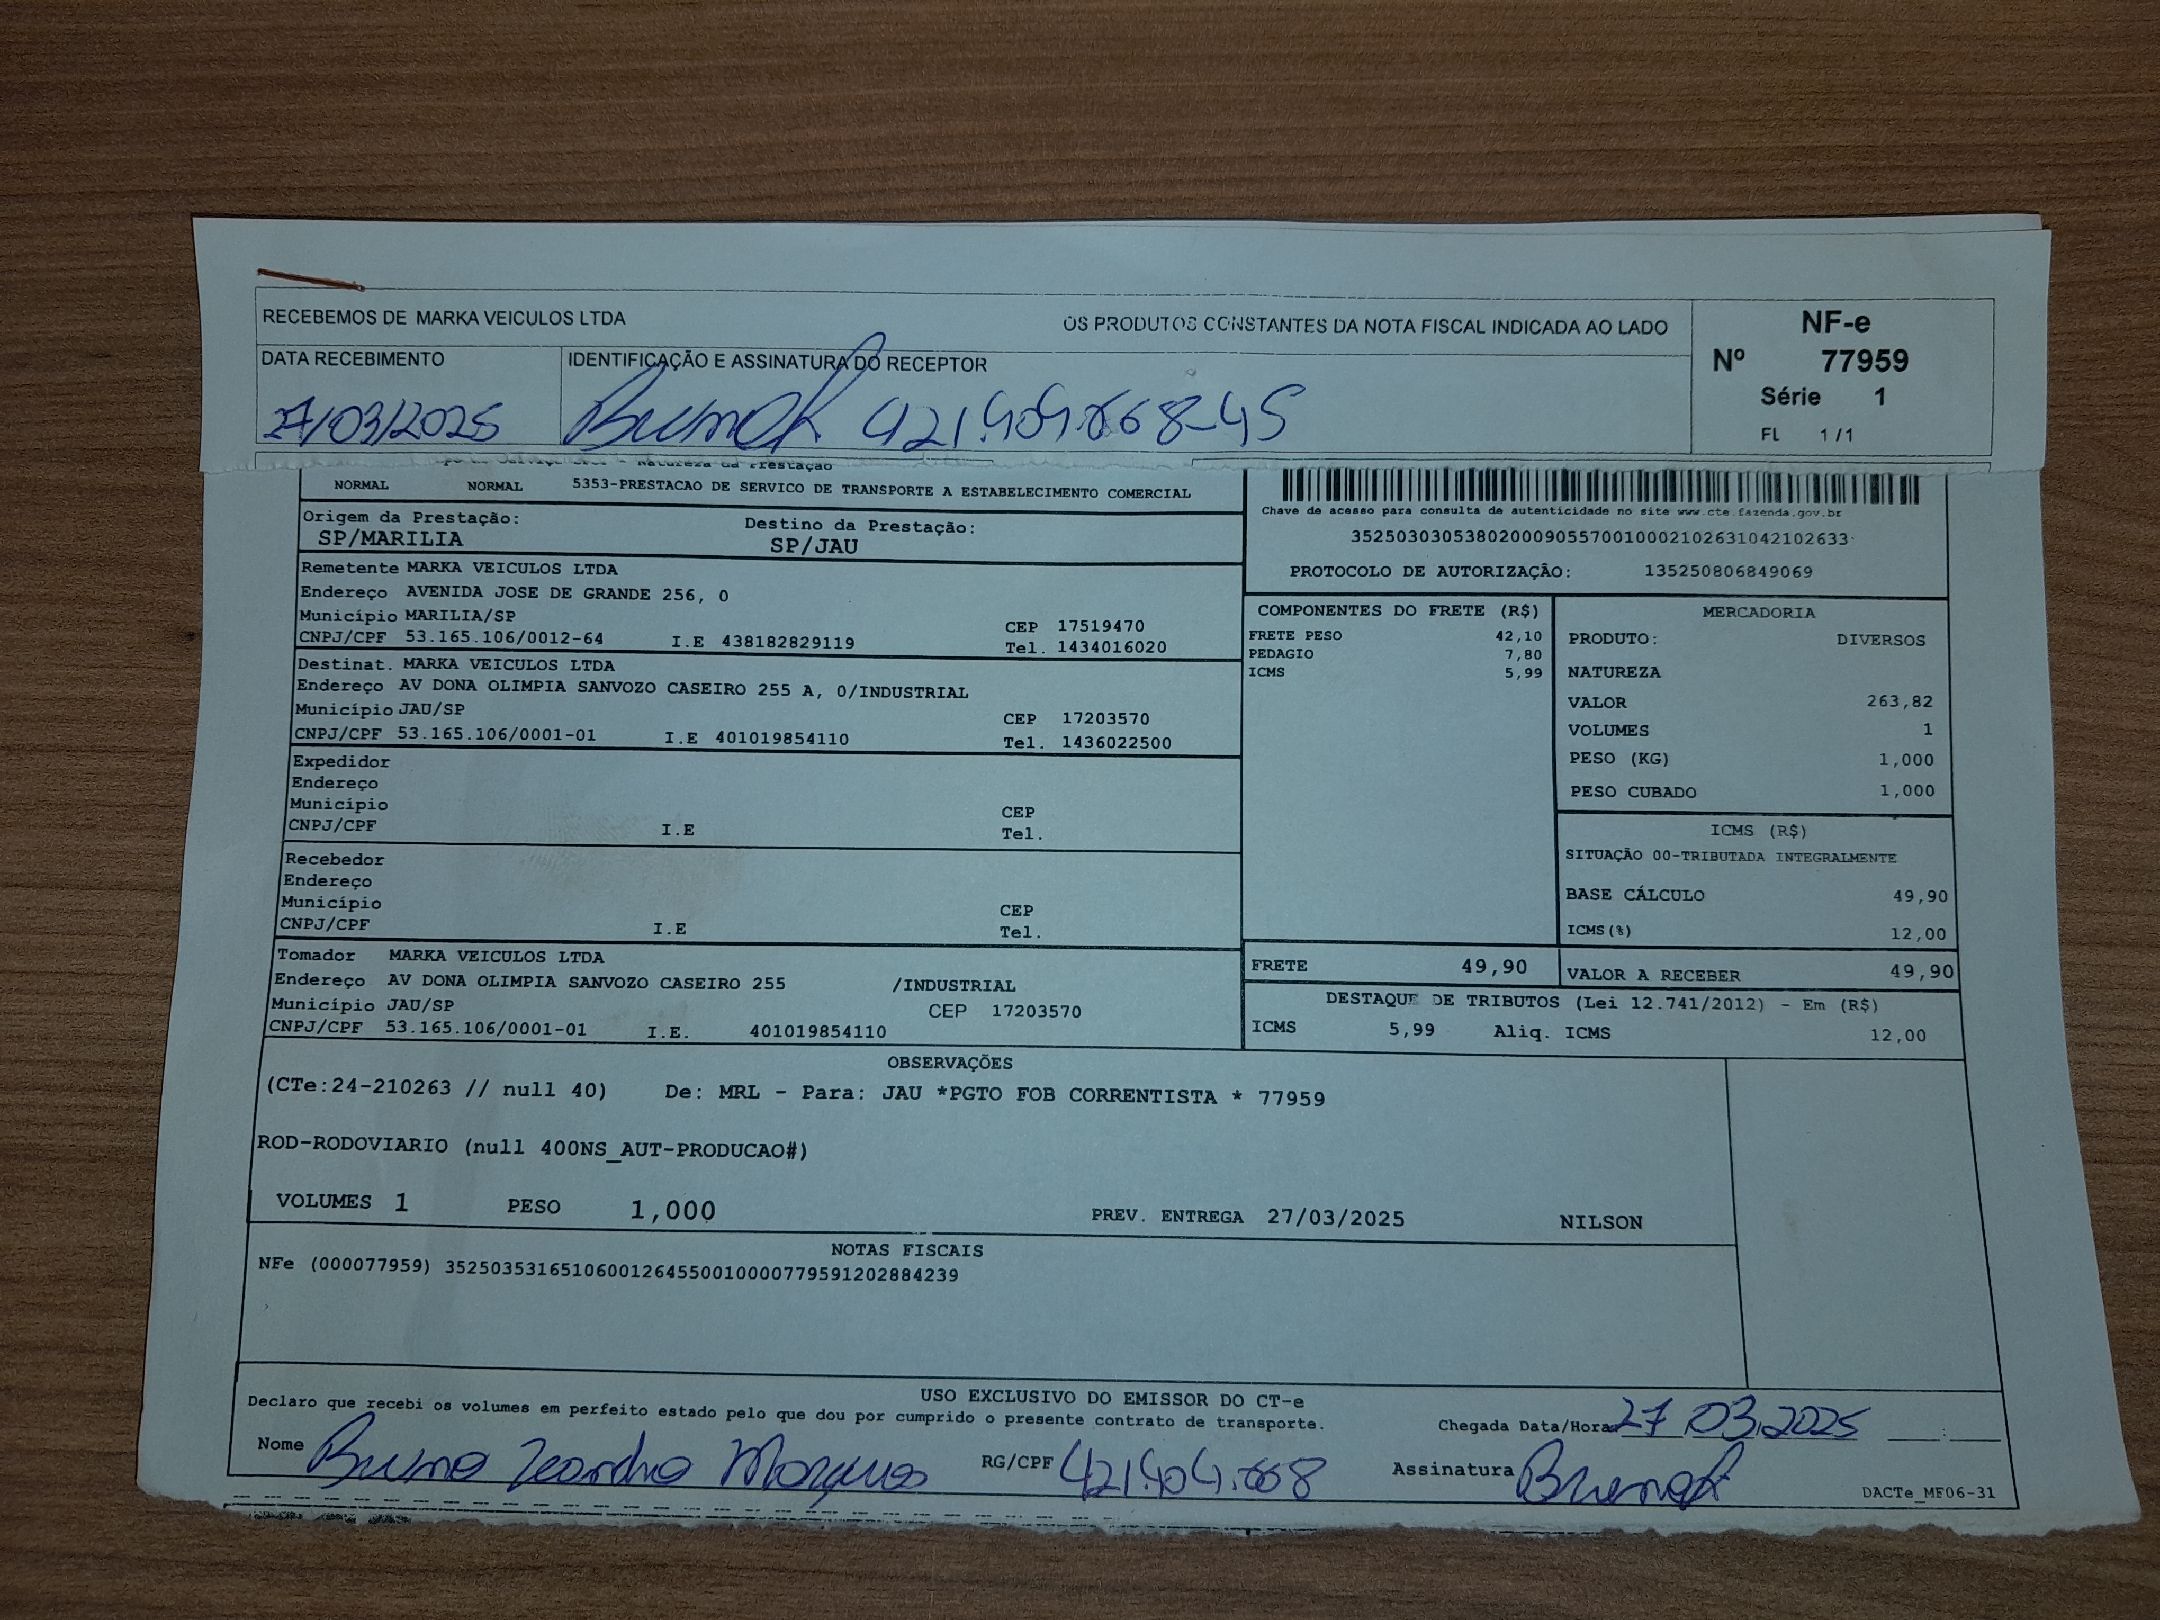 RECEBEMOS DE MARKA VEICULOS LTDA OS PRODUTOS CONSTANTES DA NOTA FISCAL INDICADA AO LADO
NF-e
Nº 77959
Série 1
FL 1/1
DATA RECEBIMENTO
27/03/2025
IDENTIFICAÇÃO E ASSINATURA DO RECEPTOR
421.404.668-45
Natureza da Prestação
NORMAL NORMAL 5353-PRESTACAO DE SERVICO DE TRANSPORTE A ESTABELECIMENTO COMERCIAL
Origem da Prestação: Destino da Prestação:
SP/MARILIA SP/JAU
Chave de acesso para consulta de autenticidade no site www.cte.fazenda.gov.br
35250303053802000905570010002102631042102633
PROTOCOLO DE AUTORIZAÇÃO: 135250806849069
Remetente MARKA VEICULOS LTDA
Endereço AVENIDA JOSE DE GRANDE 256, 0
Município MARILIA/SP CEP 17519470
CNPJ/CPF 53.165.106/0012-64 I.E 438182829119 Tel. 1434016020
Destinat. MARKA VEICULOS LTDA
Endereço AV DONA OLIMPIA SANVOZO CASEIRO 255 A, 0/INDUSTRIAL
Município JAU/SP CEP 17203570
CNPJ/CPF 53.165.106/0001-01 I.E 401019854110 Tel. 1436022500
Expedidor
Endereço
Município CEP
CNPJ/CPF I.E Tel.
Recebedor
Endereço
Município CEP
CNPJ/CPF I.E Tel.
Tomador MARKA VEICULOS LTDA
Endereço AV DONA OLIMPIA SANVOZO CASEIRO 255 /INDUSTRIAL
Município JAU/SP CEP 17203570
CNPJ/CPF 53.165.106/0001-01 I.E. 401019854110
COMPONENTES DO FRETE (R$)
FRETE PESO 42,10
PEDAGIO 7,80
ICMS 5,99
MERCADORIA
PRODUTO: DIVERSOS
NATUREZA
VALOR 263,82
VOLUMES 1
PESO (KG) 1,000
PESO CUBADO 1,000
ICMS (R$)
SITUAÇÃO 00-TRIBUTADA INTEGRALMENTE
BASE CÁLCULO 49,90
ICMS(%) 12,00
FRETE 49,90 VALOR A RECEBER 49,90
DESTAQUE DE TRIBUTOS (Lei 12.741/2012) - Em (R$)
ICMS 5,99 Aliq. ICMS 12,00
OBSERVAÇÕES
(CTe:24-210263 // null 40) De: MRL - Para: JAU *PGTO FOB CORRENTISTA * 77959
ROD-RODOVIARIO (null 400NS_AUT-PRODUCAO#)
VOLUMES 1 PESO 1,000 PREV. ENTREGA 27/03/2025 NILSON
NOTAS FISCAIS
NFe (000077959) 35250353165106001264550010000779591202884239
USO EXCLUSIVO DO EMISSOR DO CT-e
Declaro que recebi os volumes em perfeito estado pelo que dou por cumprido o presente contrato de transporte. Chegada Data/Hora 27 03.2025 __:__
Nome Bruno Leandro Marques RG/CPF 421.404.668 Assinatura
DACTe_MF06-31